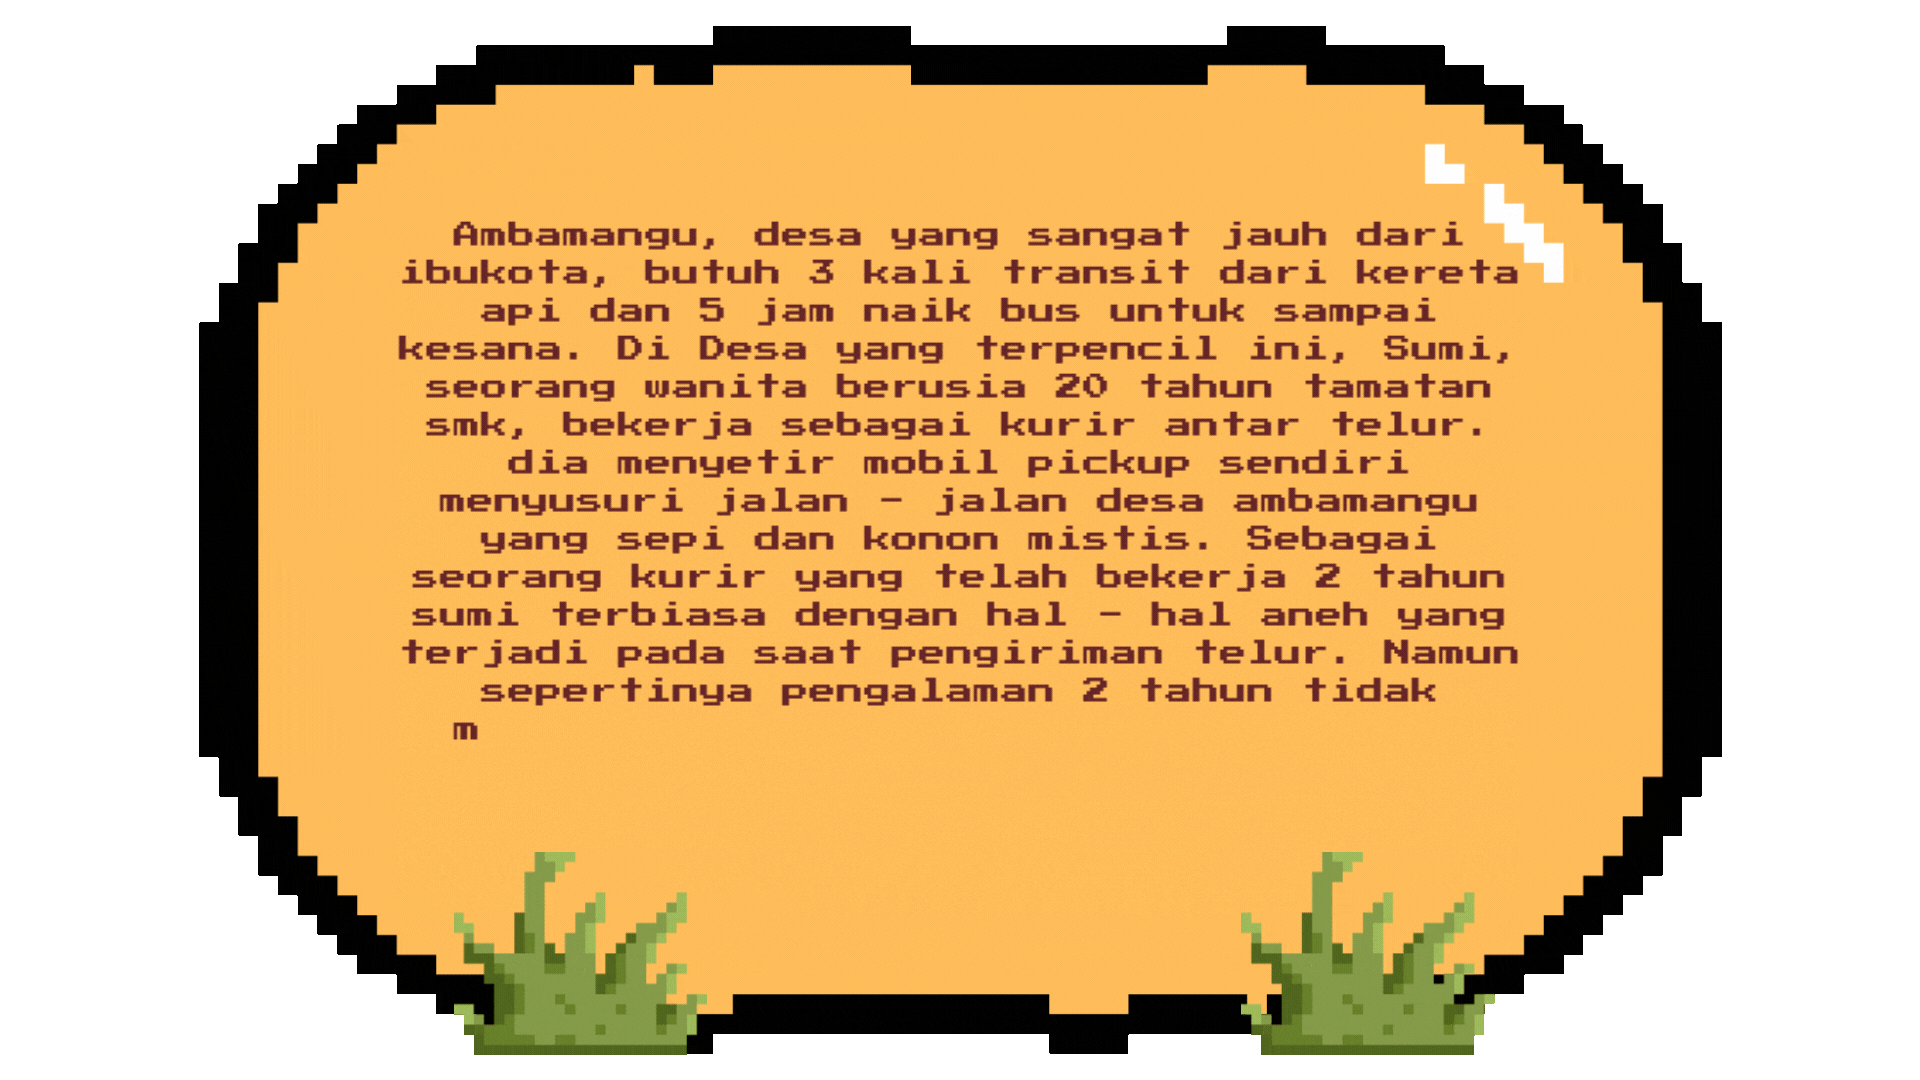 Ambamangu, desa yang sangat jauh dari
ibukota, butuh 3 kali transit dari kereta
api dan 5 jam naik bus untuk sampai
kesana. Di Desa yang terpencil ini, Sumi,
seorang wanita berusia 20 tahun tamatan
smk, bekerja sebagai kurir antar telur.
dia menyetir mobil pickup sendiri
menyusuri jalan - jalan desa ambamangu
yang sepi dan konon mistis. Sebagai
seorang kurir yang telah bekerja 2 tahun
sumi terbiasa dengan hal - hal aneh yang
terjadi pada saat pengiriman telur. Namun
sepertinya pengalaman 2 tahun tidak
m